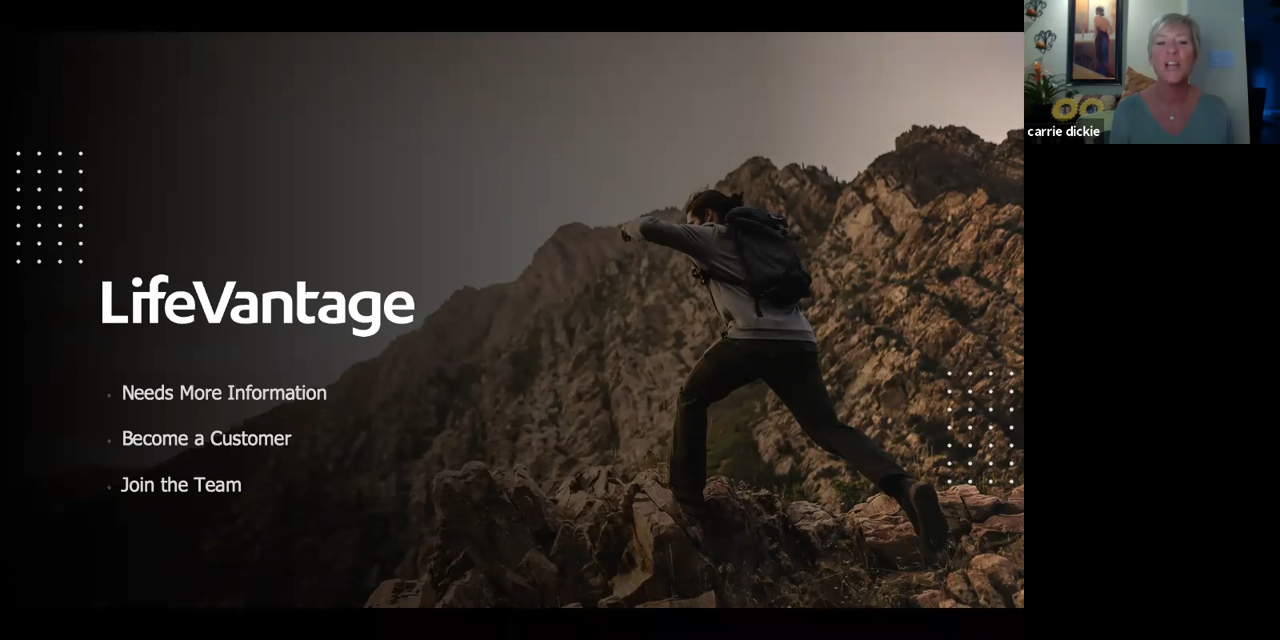 LifeVantage
Needs More Information
Become a Customer
Join the Team
carrie dickie